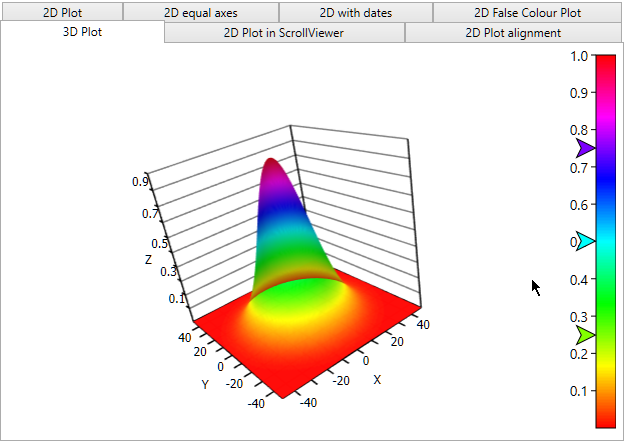 2D Plot
2D equal axes
2D with dates
2D False Colour Plot
3D Plot
2D Plot in ScrollViewer
2D Plot alignment
0.9
0.7
0.5
0.3
0.1
Z
40
20
0
-20
-40
Y
-40
-20
0
20
40
X
1.0
0.9
0.8
0.7
0.6
0.4
0.3
0.2
0.1